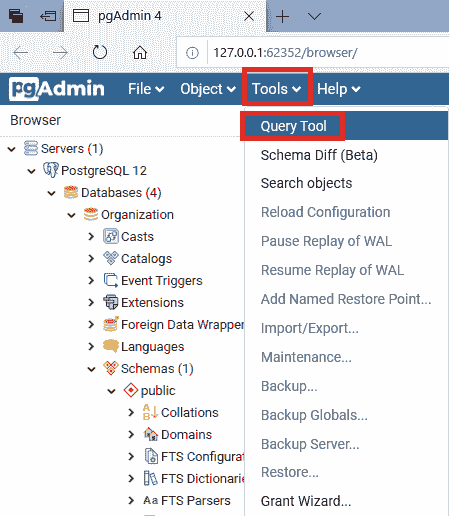 pgAdmin 4
127.0.0.1:62352/browser/
pgAdmin File Object Tools Help
Browser
Servers (1)
PostgreSQL 12
Databases (4)
Organization
Casts
Catalogs
Event Triggers
Extensions
Foreign Data Wrapper
Languages
Schemas (1)
public
Collations
Domains
FTS Configurat
FTS Dictionarie
Aa FTS Parsers
Query Tool
Schema Diff (Beta)
Search objects
Reload Configuration
Pause Replay of WAL
Resume Replay of WAL
Add Named Restore Point...
Import/Export...
Maintenance...
Backup...
Backup Globals...
Backup Server...
Restore...
Grant Wizard...